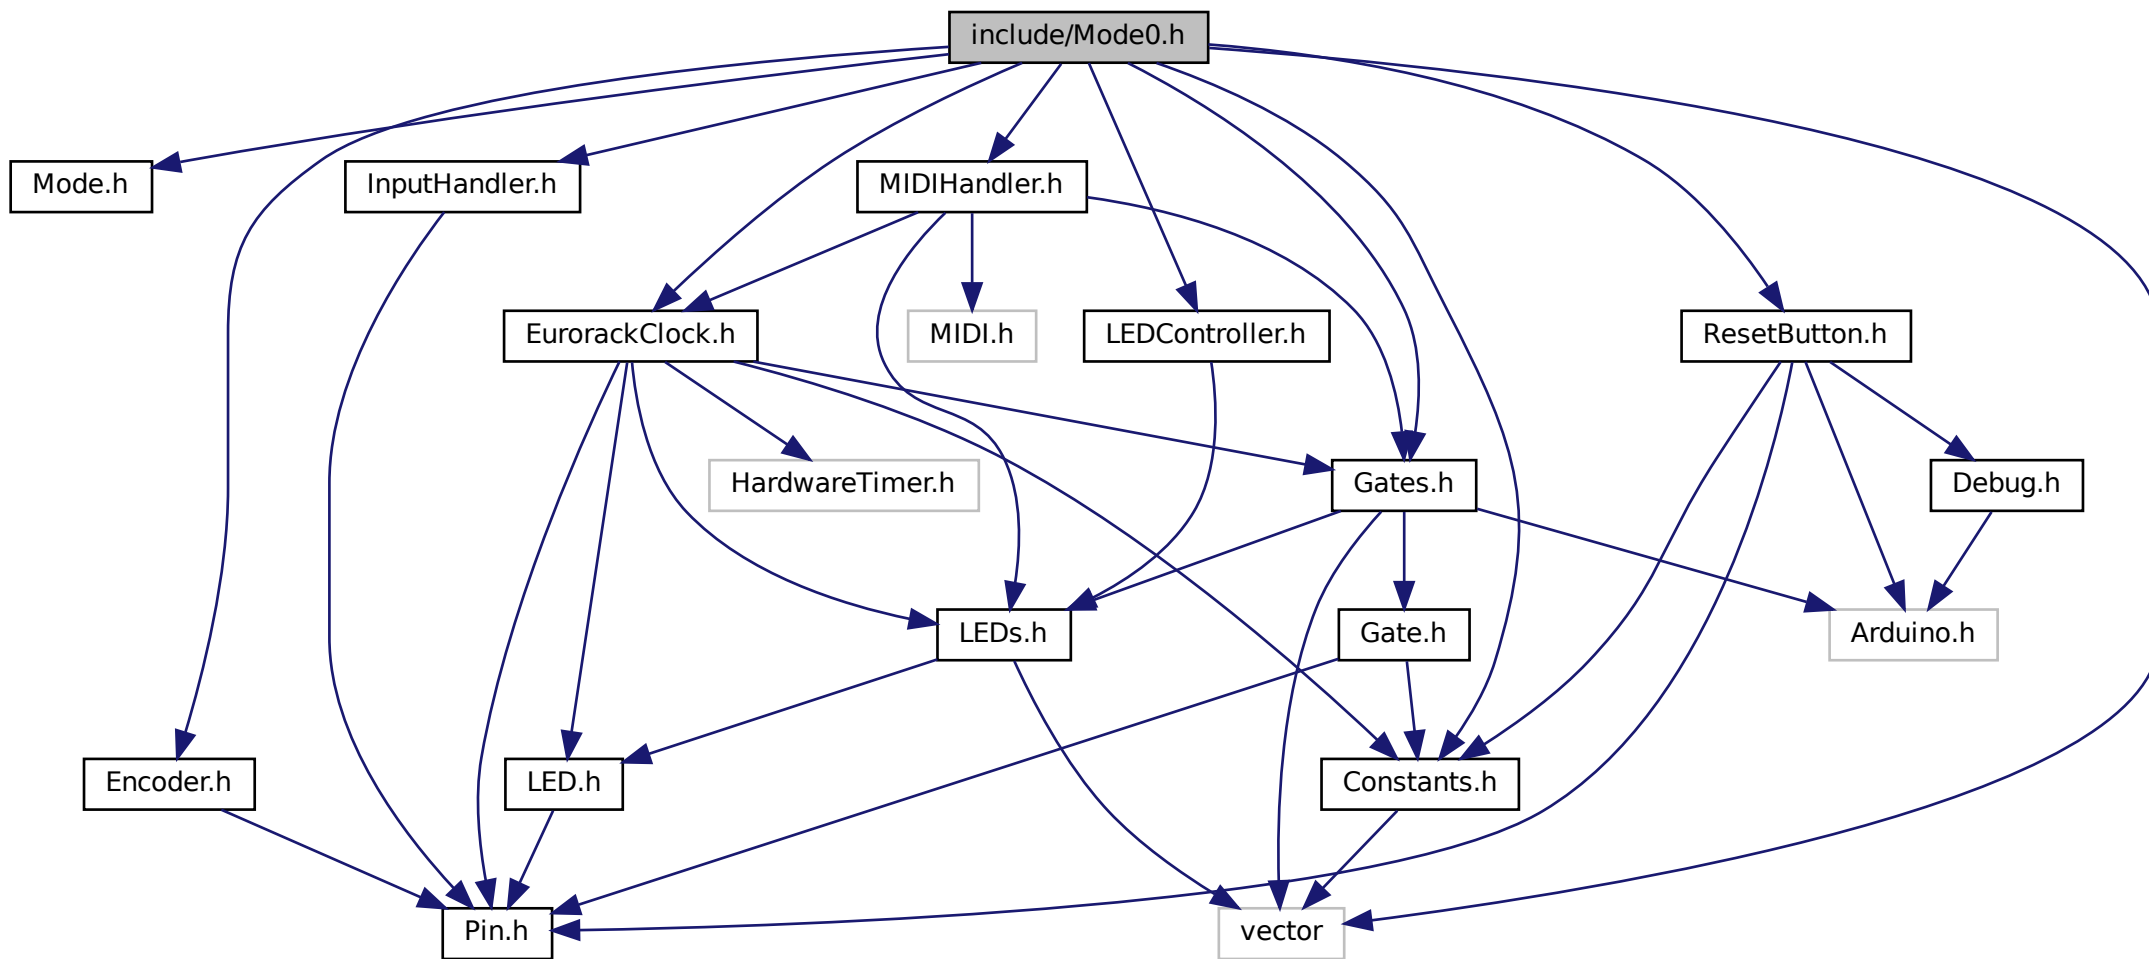 include/Mode0.h
Mode.h
InputHandler.h
MIDIHandler.h
EurorackClock.h
MIDI.h
LEDController.h
ResetButton.h
HardwareTimer.h
Gates.h
Debug.h
LEDs.h
Gate.h
Arduino.h
Encoder.h
LED.h
Constants.h
Pin.h
vector